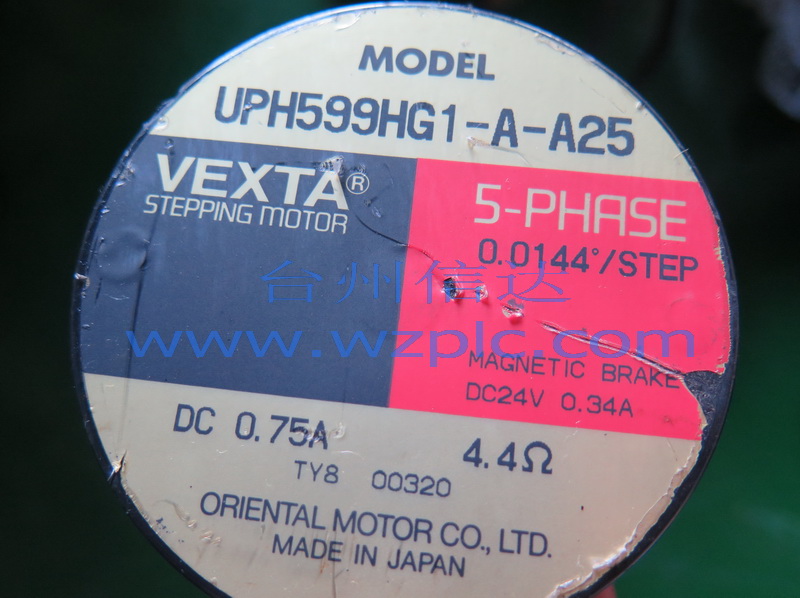 MODEL
UPH599HG1-A-A25
VEXTA®
STEPPING MOTOR
5-PHASE
0.0144°/STEP
台州信达
www.wzplc.com
MAGNETIC BRAKE
DC24V 0.34A
DC 0.75A
4.4Ω
TY8 00320
ORIENTAL MOTOR CO., LTD.
MADE IN JAPAN